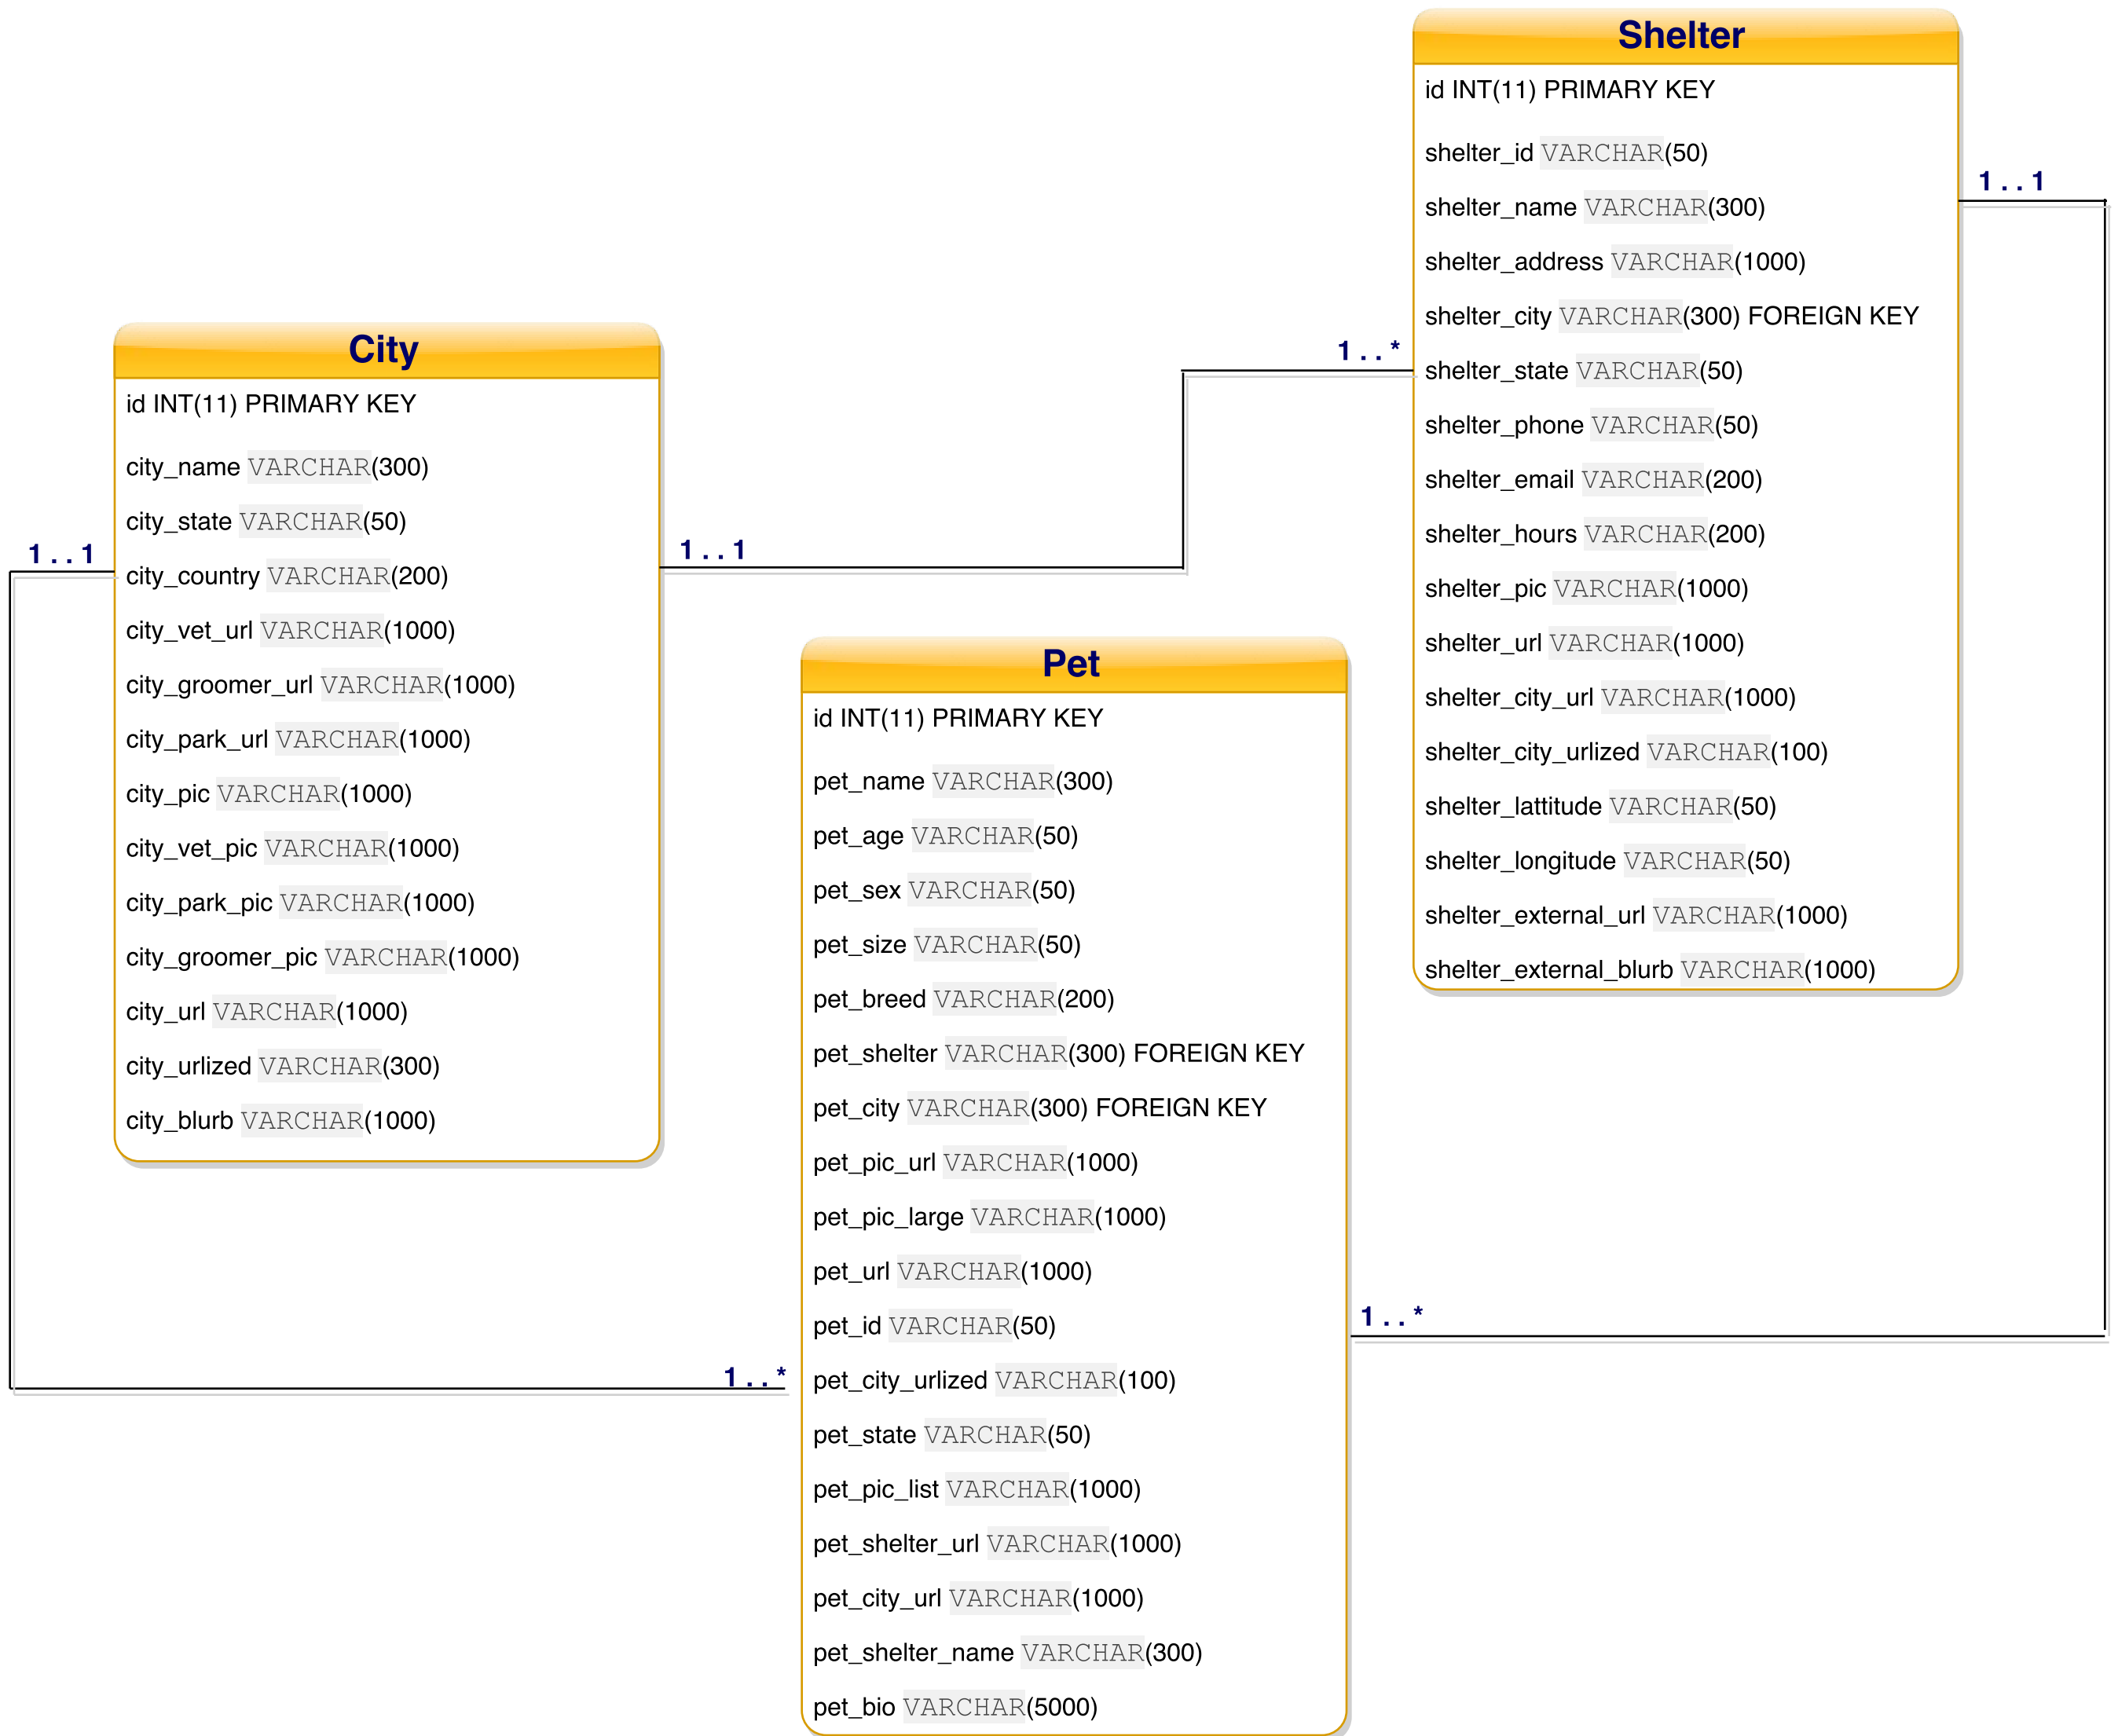 City
id INT(11) PRIMARY KEY
city_name VARCHAR(300)
city_state VARCHAR(50)
city_country VARCHAR(200)
city_vet_url VARCHAR(1000)
city_groomer_url VARCHAR(1000)
city_park_url VARCHAR(1000)
city_pic VARCHAR(1000)
city_vet_pic VARCHAR(1000)
city_park_pic VARCHAR(1000)
city_groomer_pic VARCHAR(1000)
city_url VARCHAR(1000)
city_urlized VARCHAR(300)
city_blurb VARCHAR(1000)
1 . . 1
1 . . 1
1 . . *
1 . . *
Pet
id INT(11) PRIMARY KEY
pet_name VARCHAR(300)
pet_age VARCHAR(50)
pet_sex VARCHAR(50)
pet_size VARCHAR(50)
pet_breed VARCHAR(200)
pet_shelter VARCHAR(300) FOREIGN KEY
pet_city VARCHAR(300) FOREIGN KEY
pet_pic_url VARCHAR(1000)
pet_pic_large VARCHAR(1000)
pet_url VARCHAR(1000)
pet_id VARCHAR(50)
pet_city_urlized VARCHAR(100)
pet_state VARCHAR(50)
pet_pic_list VARCHAR(1000)
pet_shelter_url VARCHAR(1000)
pet_city_url VARCHAR(1000)
pet_shelter_name VARCHAR(300)
pet_bio VARCHAR(5000)
1 . . *
1 . . 1
Shelter
id INT(11) PRIMARY KEY
shelter_id VARCHAR(50)
shelter_name VARCHAR(300)
shelter_address VARCHAR(1000)
shelter_city VARCHAR(300) FOREIGN KEY
shelter_state VARCHAR(50)
shelter_phone VARCHAR(50)
shelter_email VARCHAR(200)
shelter_hours VARCHAR(200)
shelter_pic VARCHAR(1000)
shelter_url VARCHAR(1000)
shelter_city_url VARCHAR(1000)
shelter_city_urlized VARCHAR(100)
shelter_lattitude VARCHAR(50)
shelter_longitude VARCHAR(50)
shelter_external_url VARCHAR(1000)
shelter_external_blurb VARCHAR(1000)